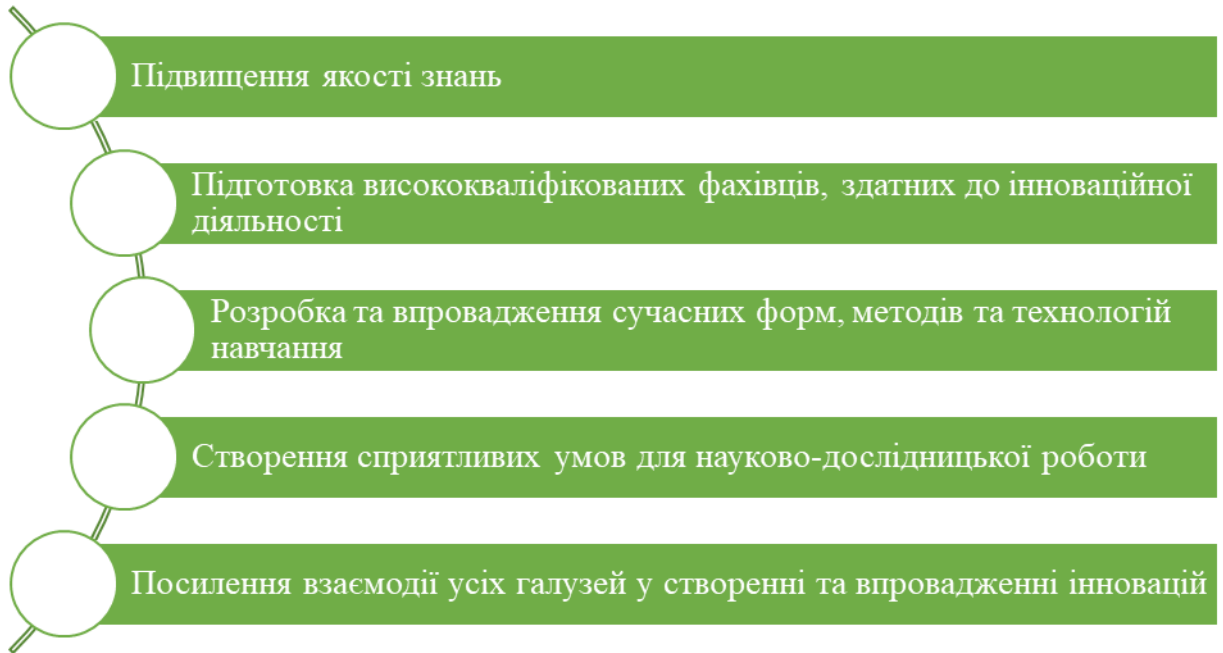 Підвищення якості знань
Підготовка висококваліфікованих фахівців, здатних до інноваційної
діяльності
Розробка та впровадження сучасних форм, методів та технологій
навчання
Створення сприятливих умов для науково-дослідницької роботи
Посилення взаємодії усіх галузей у створенні та впровадженні інновацій